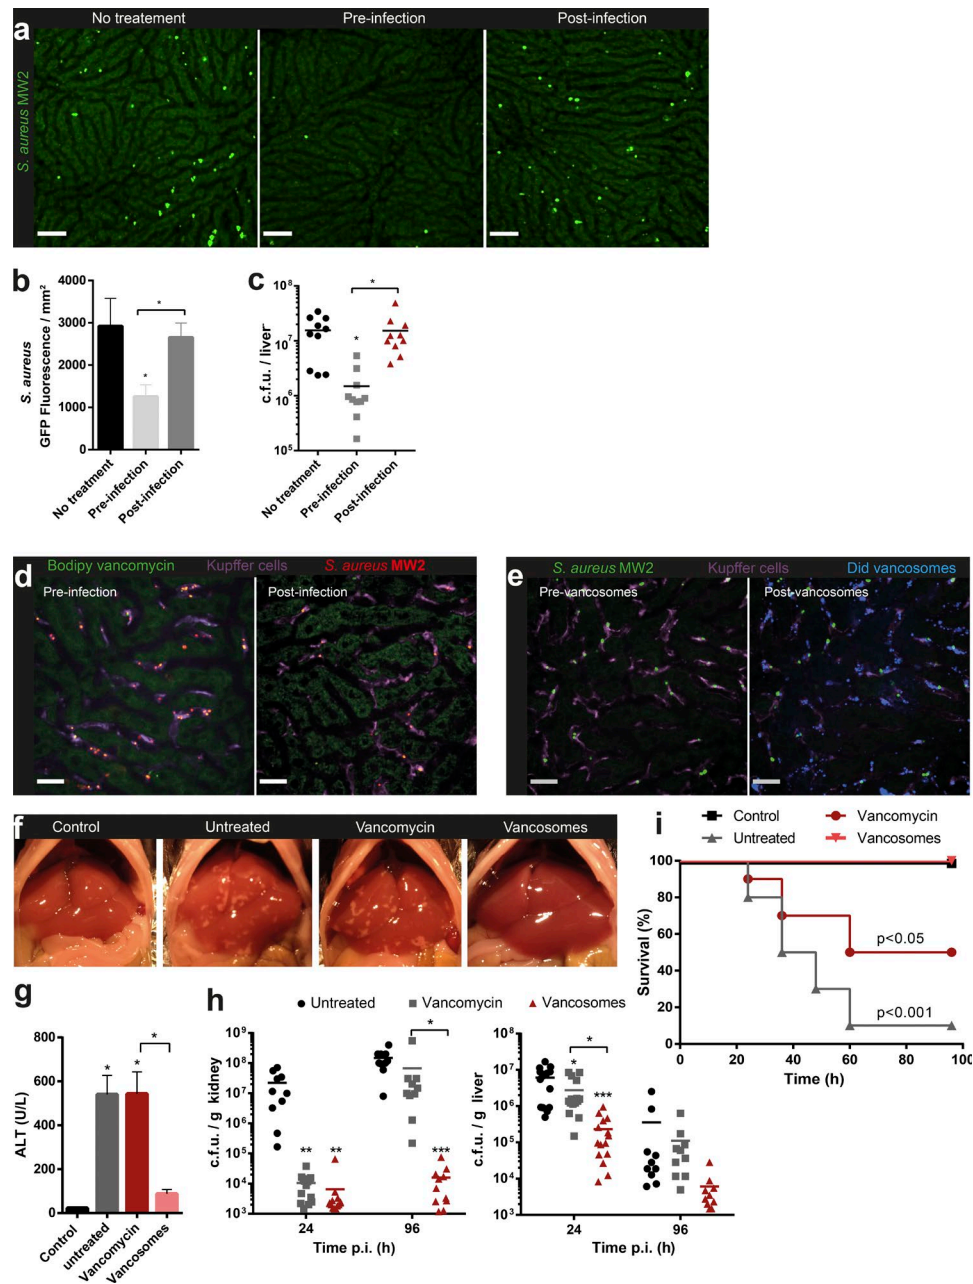 a
No treatement
Pre-infection
Post-infection
S. aureus MW2
b
S. aureus
GFP Fluorescence / mm²
4000
3000
2000
1000
0
*
*
No treatment
Pre-infection
Post-infection
c
c.f.u. / liver
10⁸
10⁷
10⁶
10⁵
*
*
No treatment
Pre-infection
Post-infection
d
Bodipy vancomycin
Kupffer cells
S. aureus MW2
Pre-infection
Post-infection
e
S. aureus MW2
Kupffer cells
Did vancosomes
Pre-vancosomes
Post-vancosomes
f
Control
Untreated
Vancomycin
Vancosomes
g
ALT (U/L)
800
600
400
200
0
*
*
*
Control
untreated
Vancomycin
Vancosomes
h
Untreated
Vancomycin
Vancosomes
c.f.u. / g kidney
10⁹
10⁸
10⁷
10⁶
10⁵
10⁴
10³
**
**
*
***
24
96
Time p.i. (h)
c.f.u. / g liver
10⁸
10⁷
10⁶
10⁵
10⁴
10³
*
*
***
24
96
Time p.i. (h)
i
Control
Vancomycin
Untreated
Vancosomes
Survival (%)
100
80
60
40
20
0
p<0.05
p<0.001
0
20
40
60
80
100
Time (h)